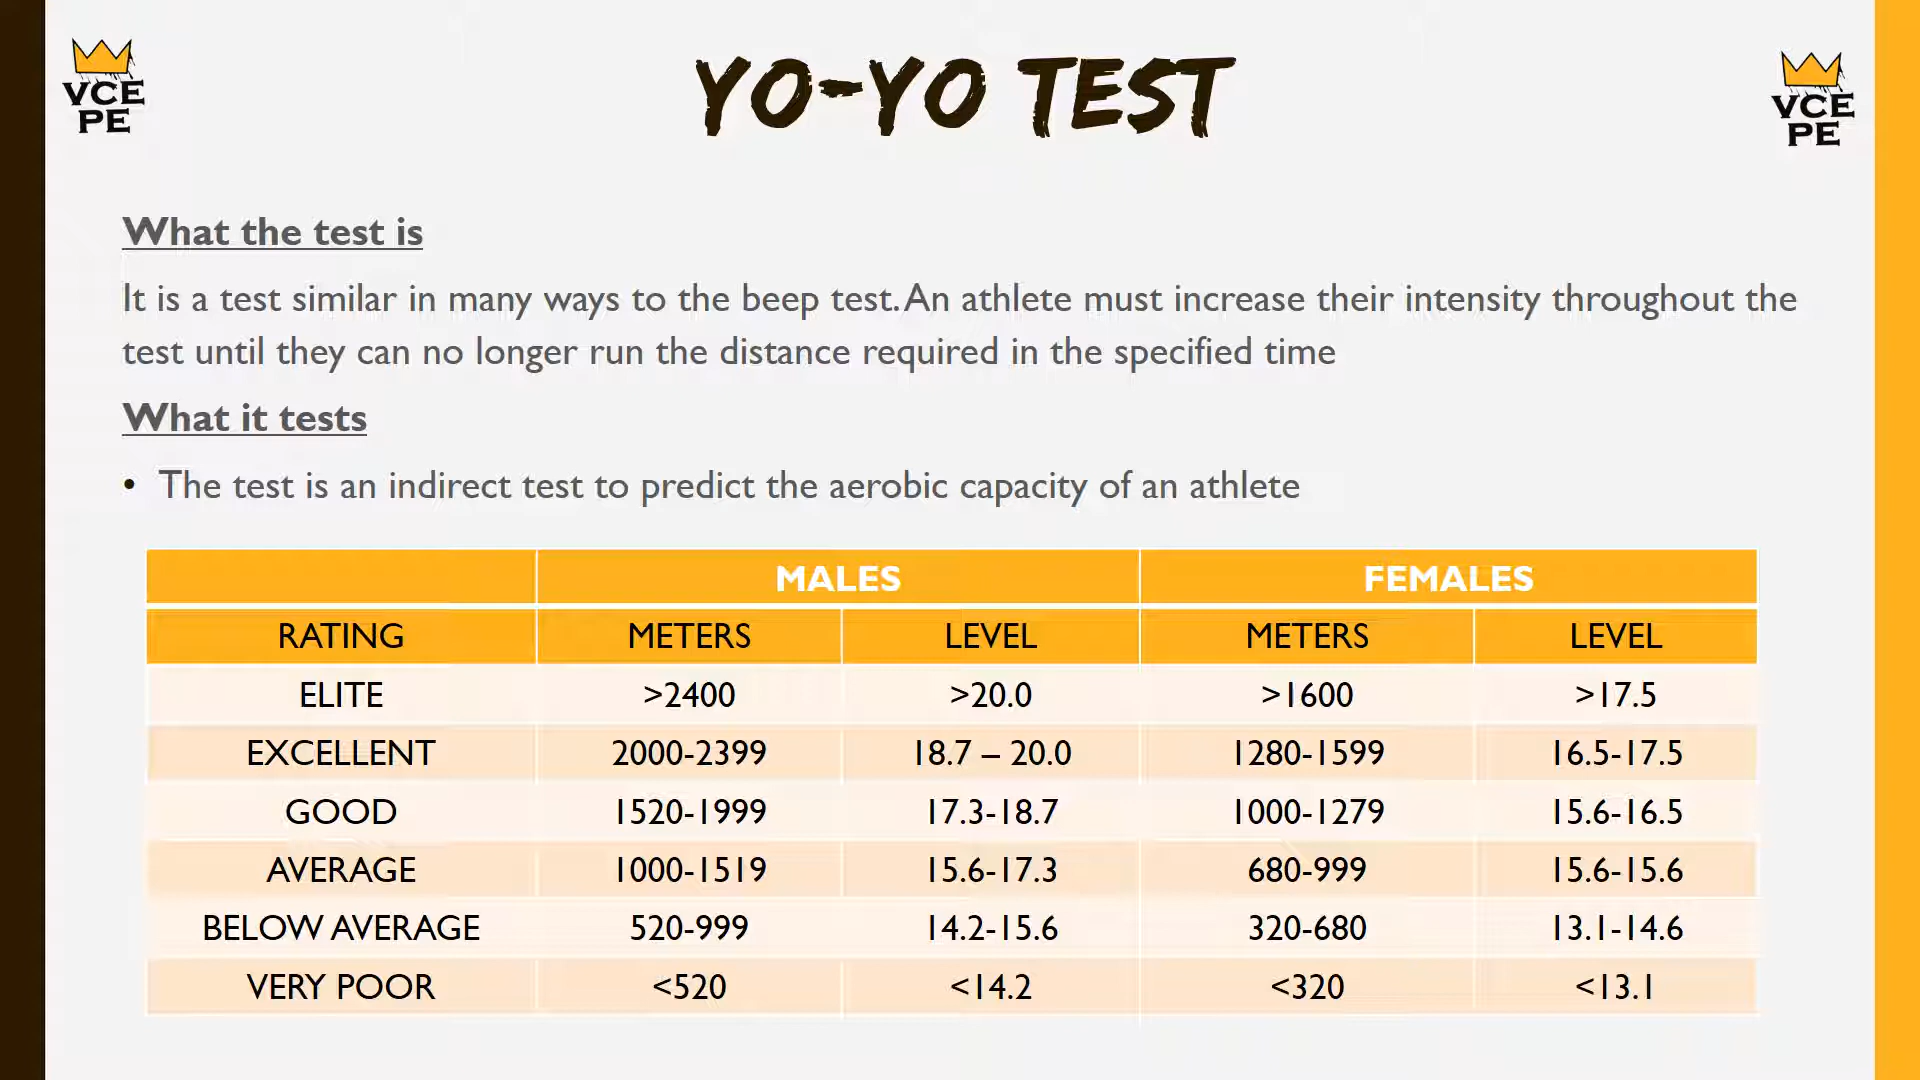 VCE
PE
YO-YO TEST
VCE
PE
What the test is
It is a test similar in many ways to the beep test. An athlete must increase their intensity throughout the
test until they can no longer run the distance required in the specified time
What it tests
• The test is an indirect test to predict the aerobic capacity of an athlete
MALES FEMALES
RATING METERS LEVEL METERS LEVEL
ELITE >2400 >20.0 >1600 >17.5
EXCELLENT 2000-2399 18.7 – 20.0 1280-1599 16.5-17.5
GOOD 1520-1999 17.3-18.7 1000-1279 15.6-16.5
AVERAGE 1000-1519 15.6-17.3 680-999 15.6-15.6
BELOW AVERAGE 520-999 14.2-15.6 320-680 13.1-14.6
VERY POOR <520 <14.2 <320 <13.1